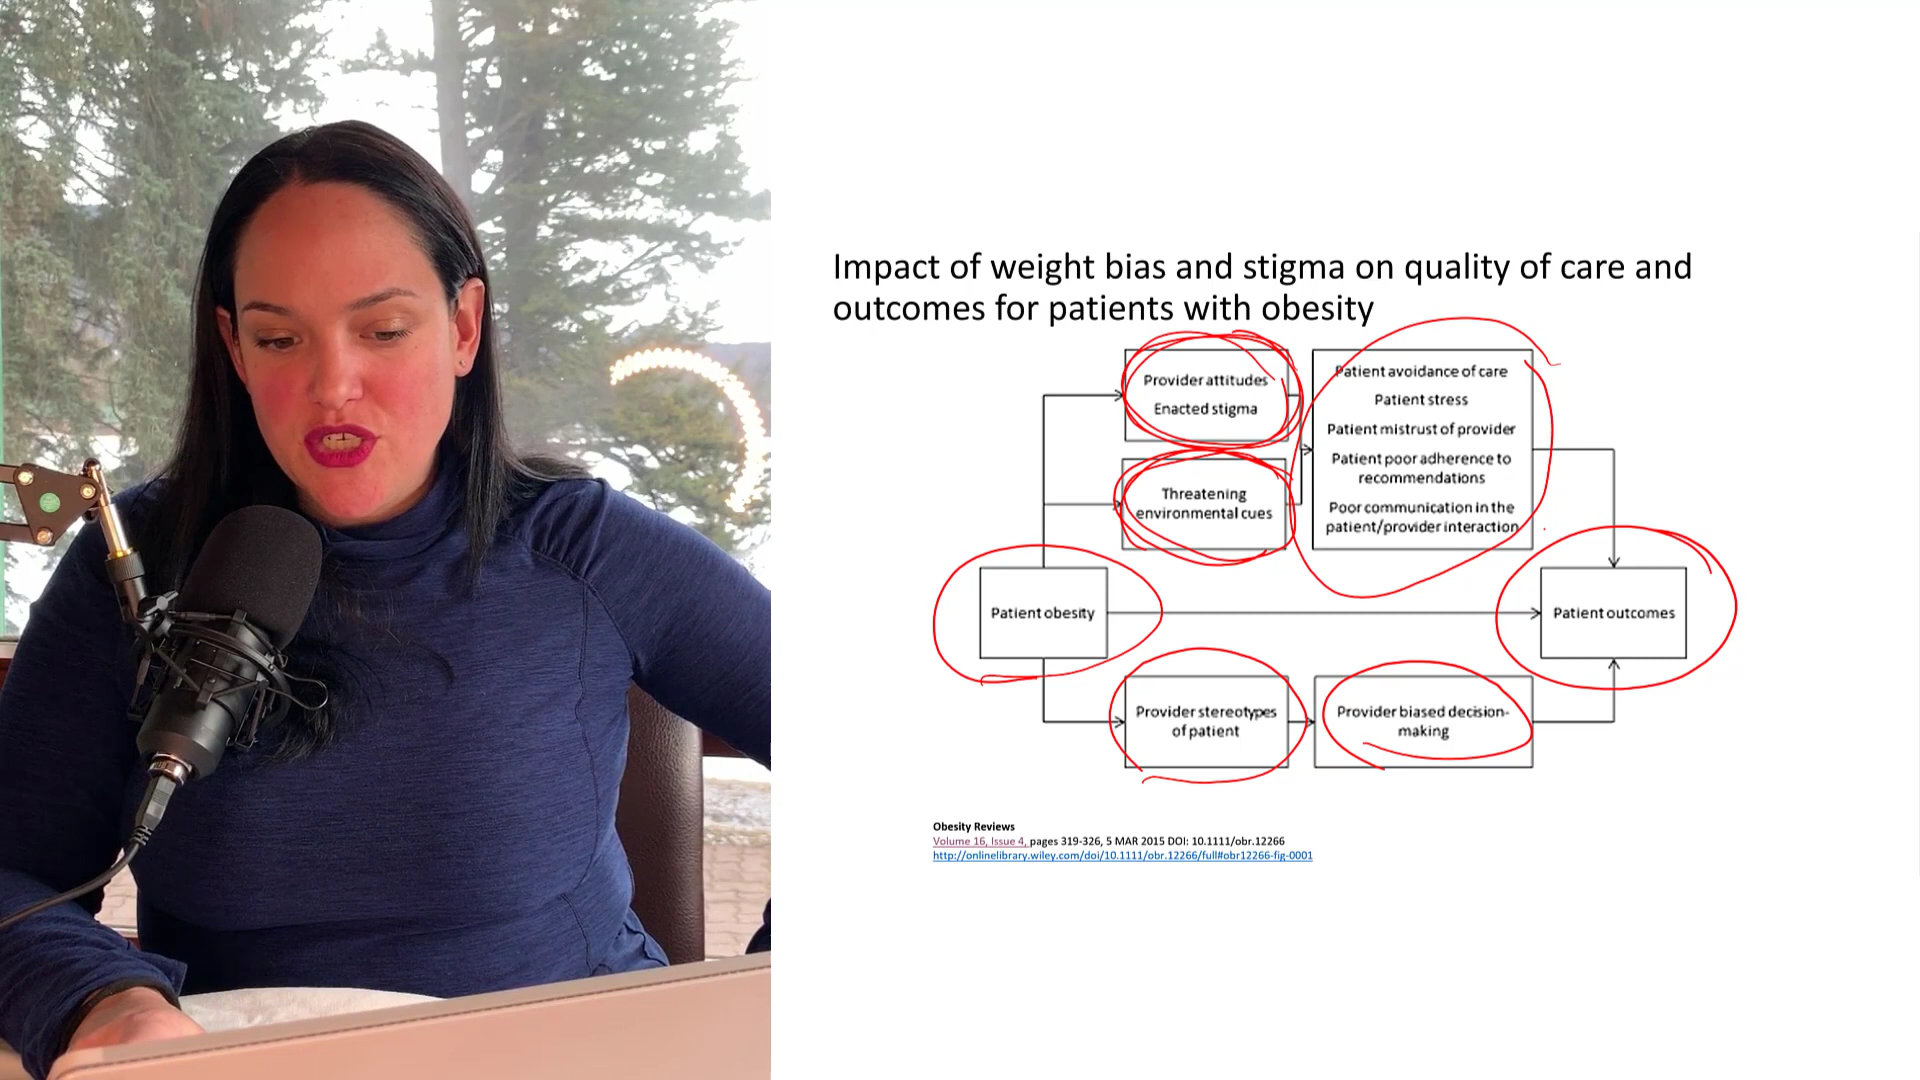 Impact of weight bias and stigma on quality of care and
outcomes for patients with obesity
Provider attitudes
Enacted stigma
Patient avoidance of care
Patient stress
Patient mistrust of provider
Patient poor adherence to
recommendations
Poor communication in the
patient/provider interaction
Threatening
environmental cues
Patient obesity
Patient outcomes
Provider stereotypes
of patient
Provider biased decision-
making
Obesity Reviews
Volume 16, Issue 4, pages 319-326, 5 MAR 2015 DOI: 10.1111/obr.12266
http://onlinelibrary.wiley.com/doi/10.1111/obr.12266/full#obr12266-fig-0001